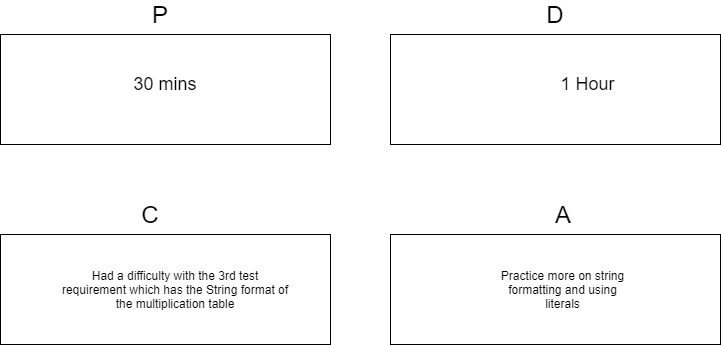 P
D
30 mins
1 Hour
C
A
Had a difficulty with the 3rd test
requirement which has the String format of
the multiplication table
Practice more on string
formatting and using
literals